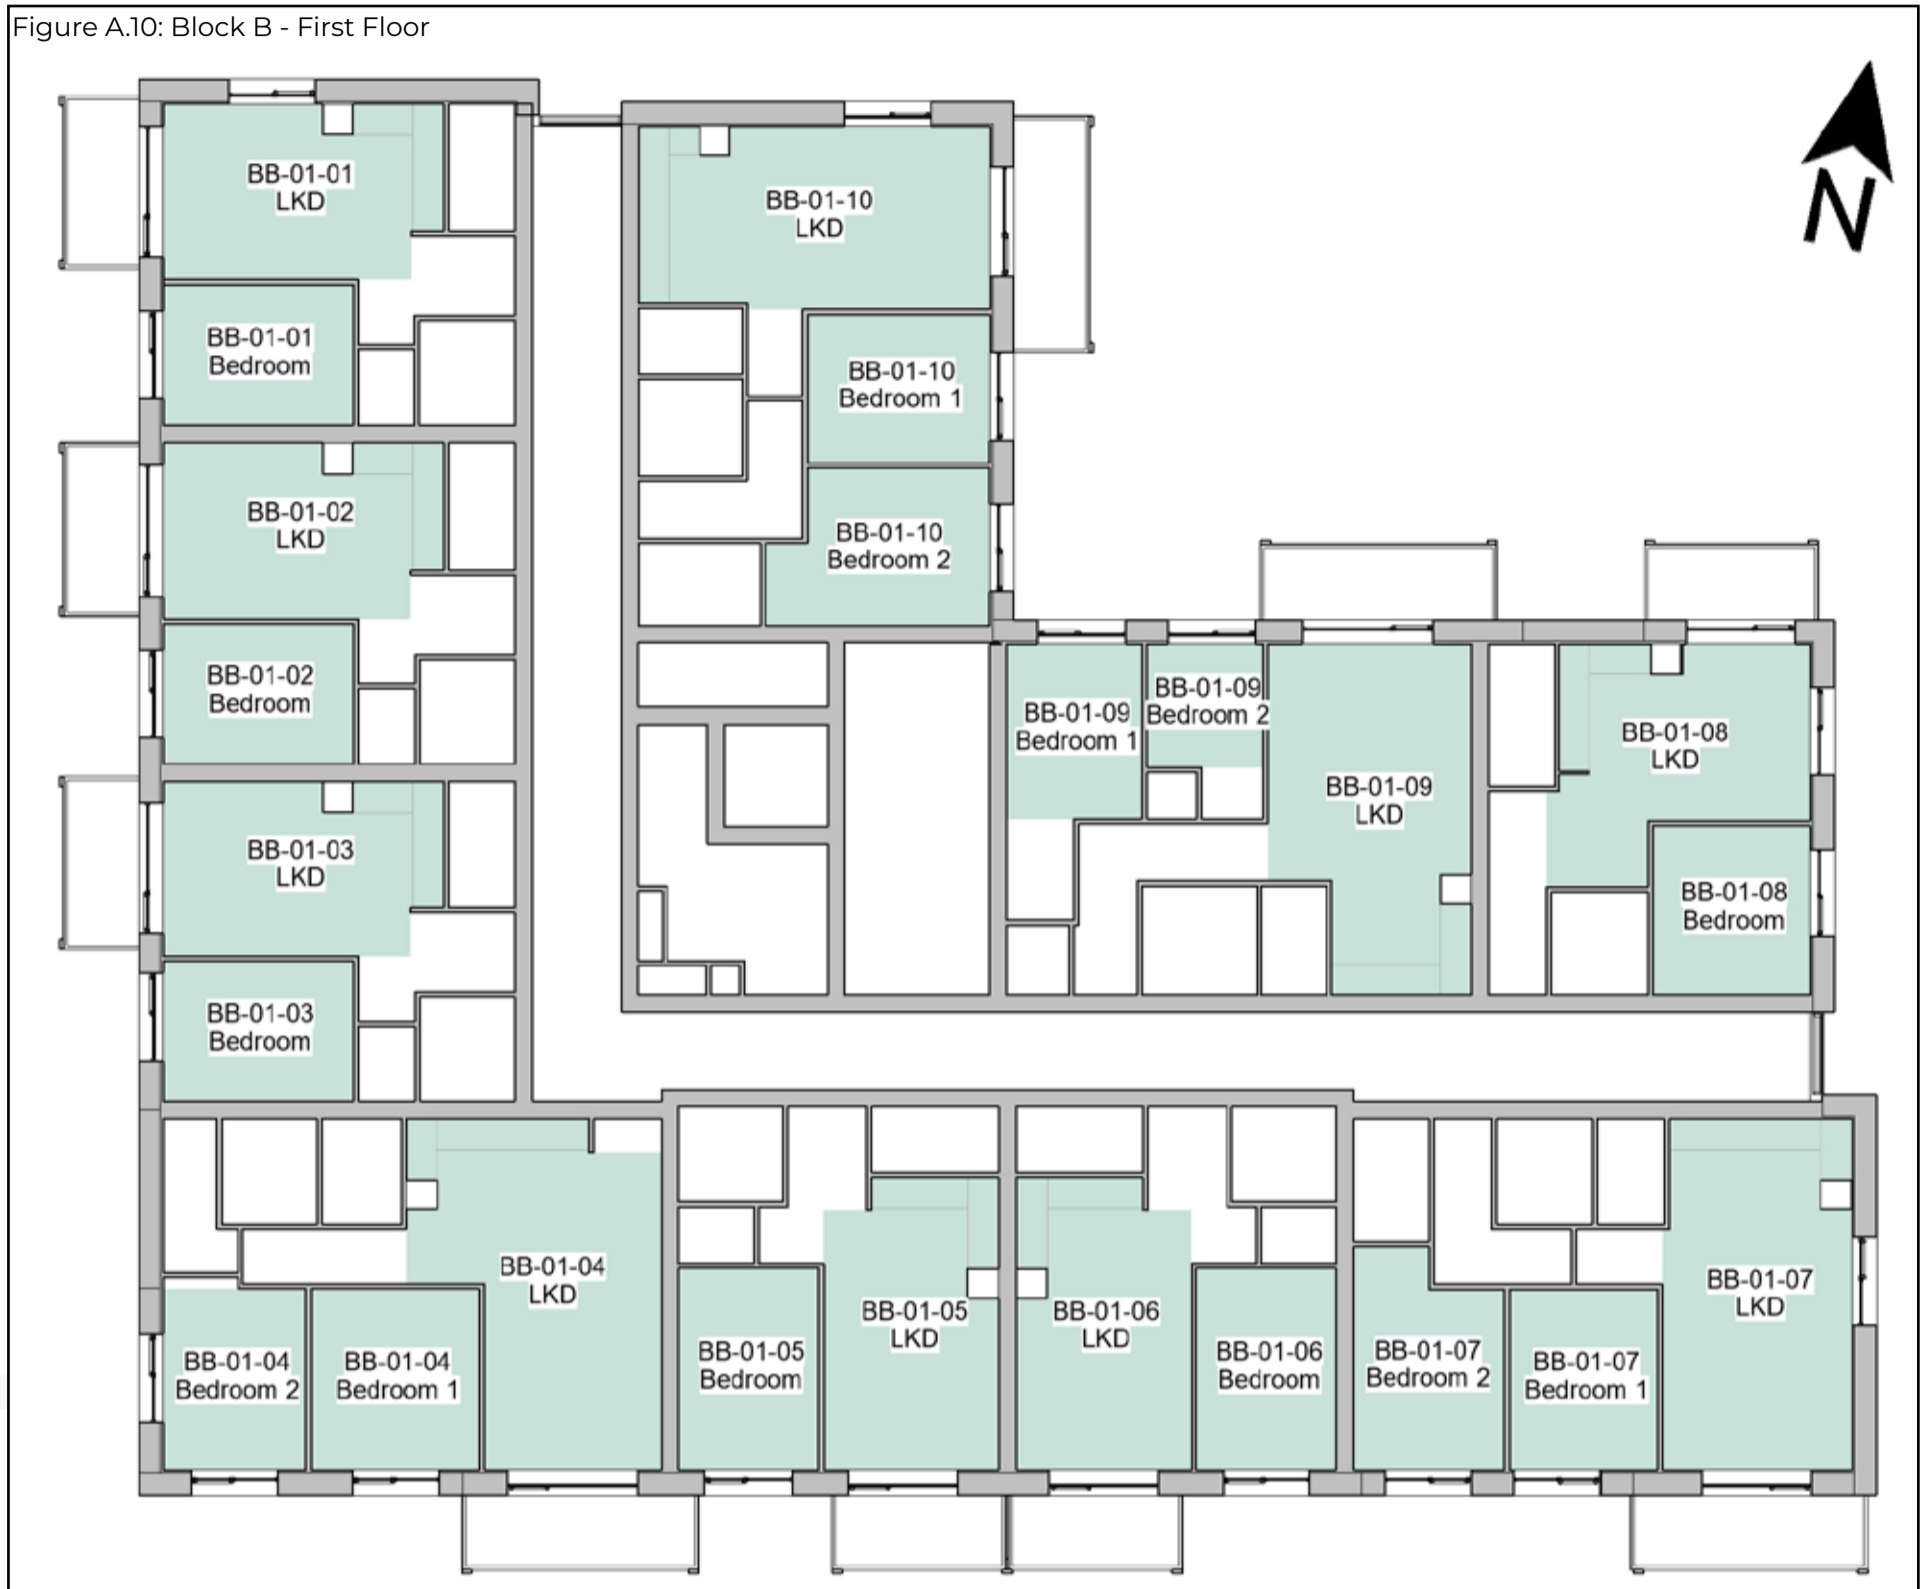 Figure A.10: Block B - First Floor
N
BB-01-01
LKD
BB-01-10
LKD
BB-01-01
Bedroom
BB-01-10
Bedroom 1
BB-01-02
LKD
BB-01-10
Bedroom 2
BB-01-02
Bedroom
BB-01-09
Bedroom 1
BB-01-09
Bedroom 2
BB-01-09
LKD
BB-01-08
LKD
BB-01-03
LKD
BB-01-08
Bedroom
BB-01-03
Bedroom
BB-01-04
LKD
BB-01-05
LKD
BB-01-06
LKD
BB-01-07
LKD
BB-01-04
Bedroom 2
BB-01-04
Bedroom 1
BB-01-05
Bedroom
BB-01-06
Bedroom
BB-01-07
Bedroom 2
BB-01-07
Bedroom 1